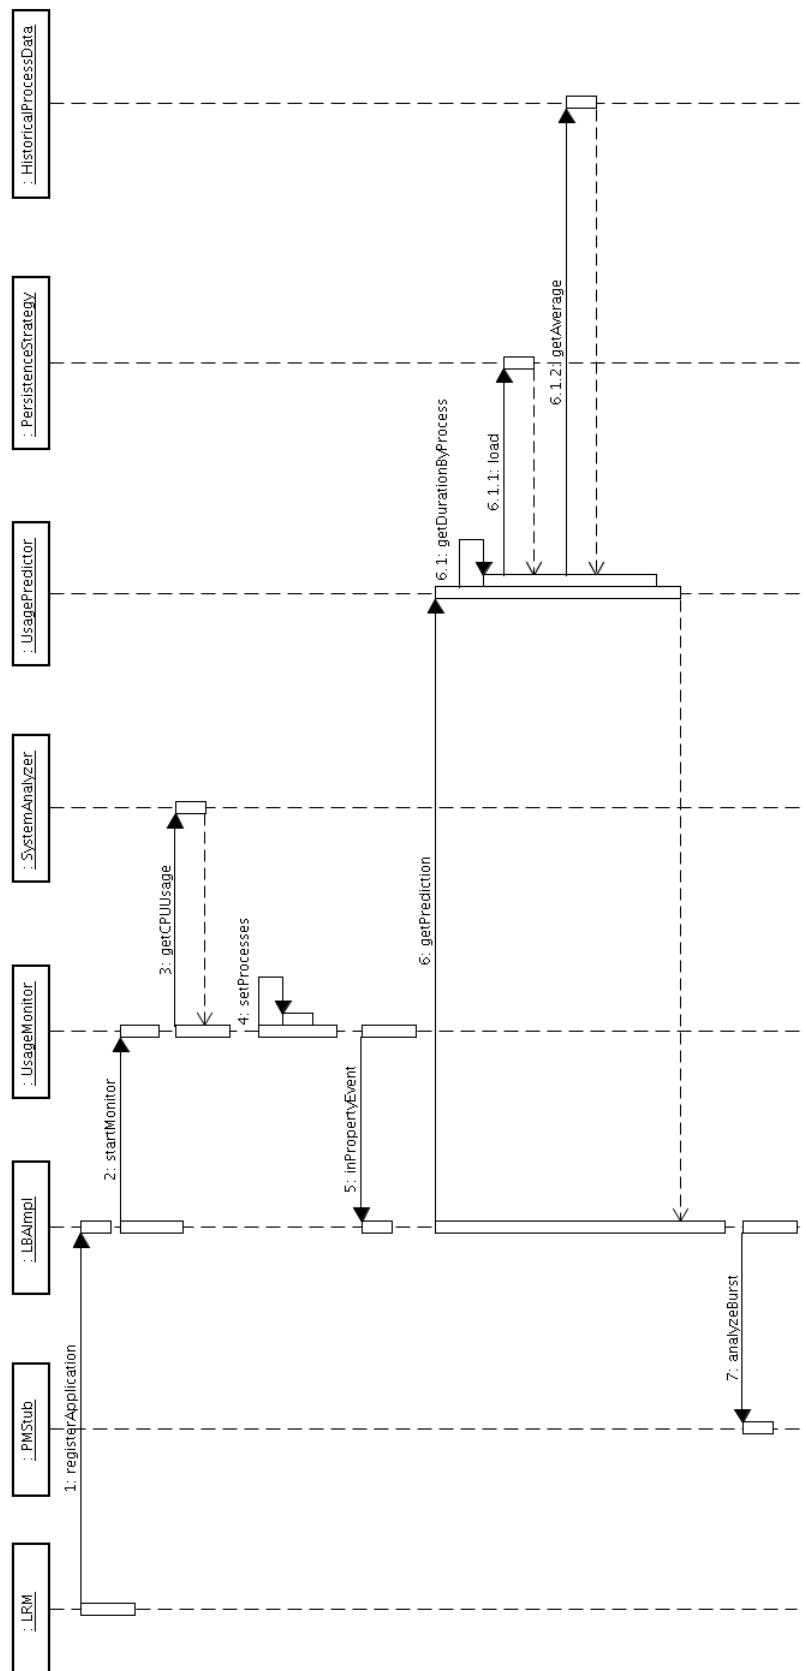 : LRM
: PMStub
: LBAImpl
: UsageMonitor
: SystemAnalyzer
: UsagePredictor
: PersistenceStrategy
: HistoricalProcessData
1: registerApplication
2: startMonitor
3: getCPUUsage
4: setProcesses
5: inPropertyEvent
6: getPrediction
6.1: getDurationByProcess
6.1.1: load
6.1.2: getAverage
7: analyzeBurst